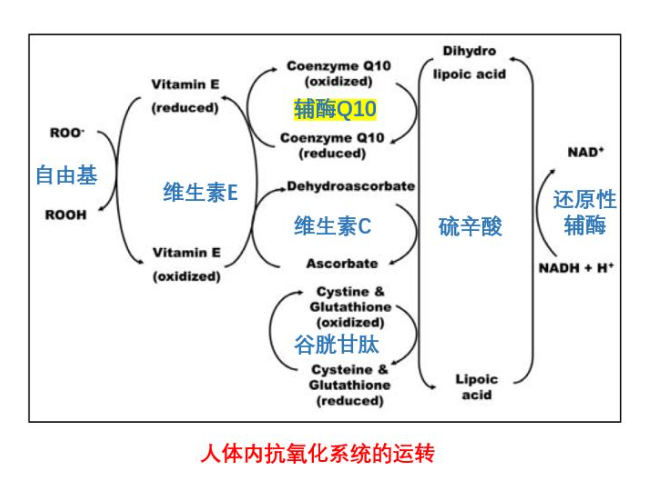 ROO·
自由基
ROOH
Vitamin E
(reduced)
维生素E
Vitamin E
(oxidized)
Coenzyme Q10
(oxidized)
辅酶Q10
Coenzyme Q10
(reduced)
Dehydroascorbate
维生素C
Ascorbate
Cystine &
Glutathione
(oxidized)
谷胱甘肽
Cysteine &
Glutathione
(reduced)
Dihydro
lipoic acid
硫辛酸
Lipoic
acid
NAD⁺
还原性
辅酶
NADH + H⁺
人体内抗氧化系统的运转